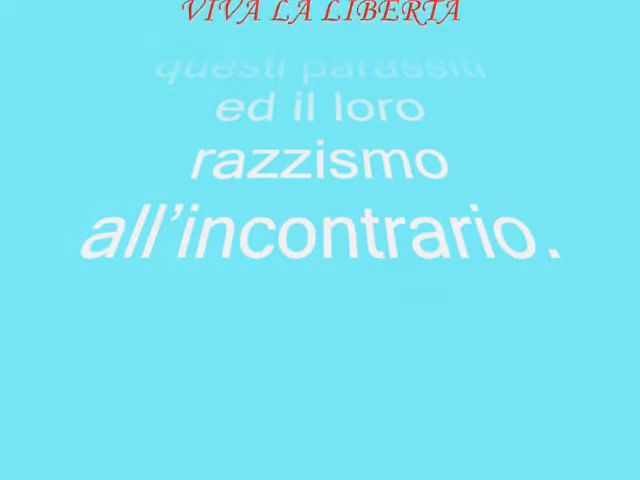 VIVA LA LIBERTA
questi parassiti
ed il loro
razzismo
all'incontrario.